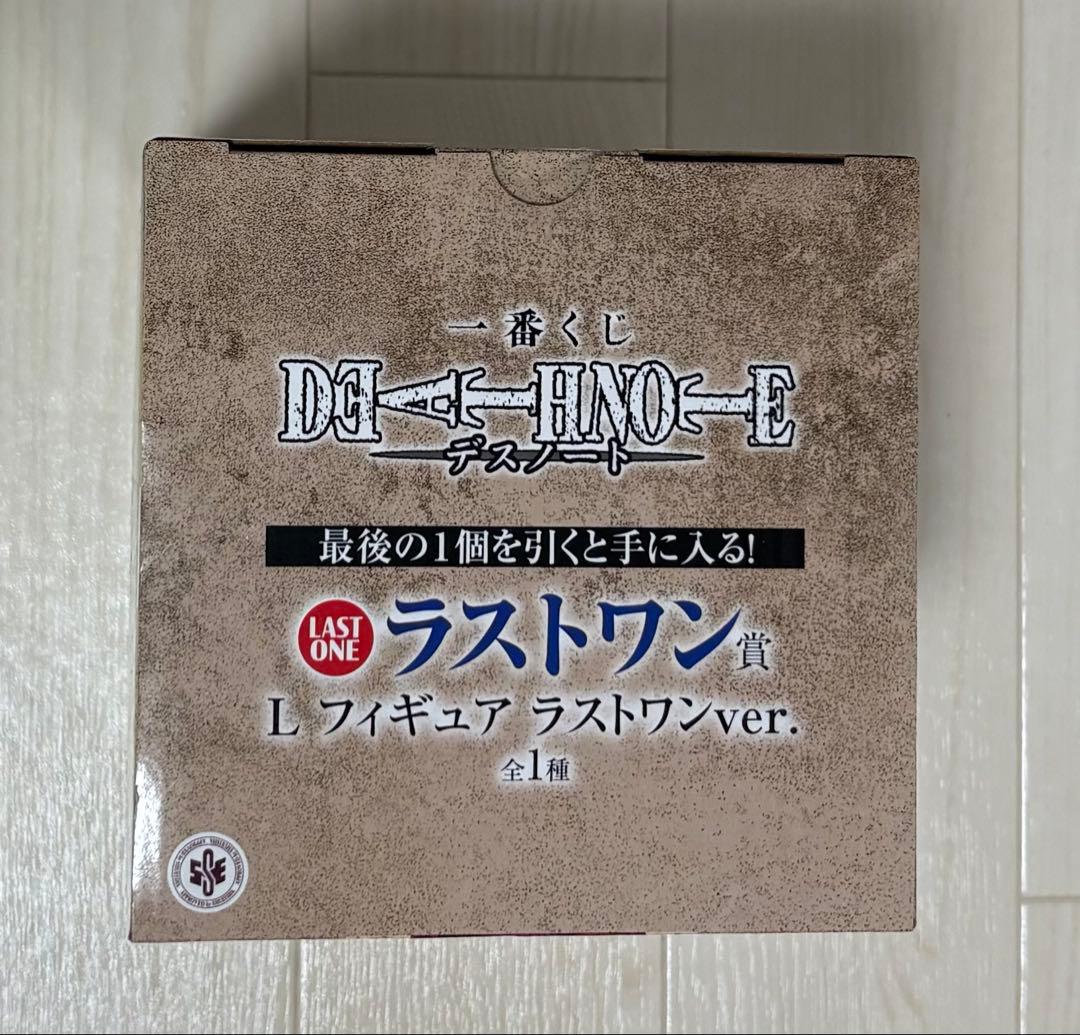 一番くじ
DEATH NOTE
デスノート
最後の1個を引くと手に入る!
LAST
ONE
ラストワン賞
L フィギュア ラストワンver.
全1種